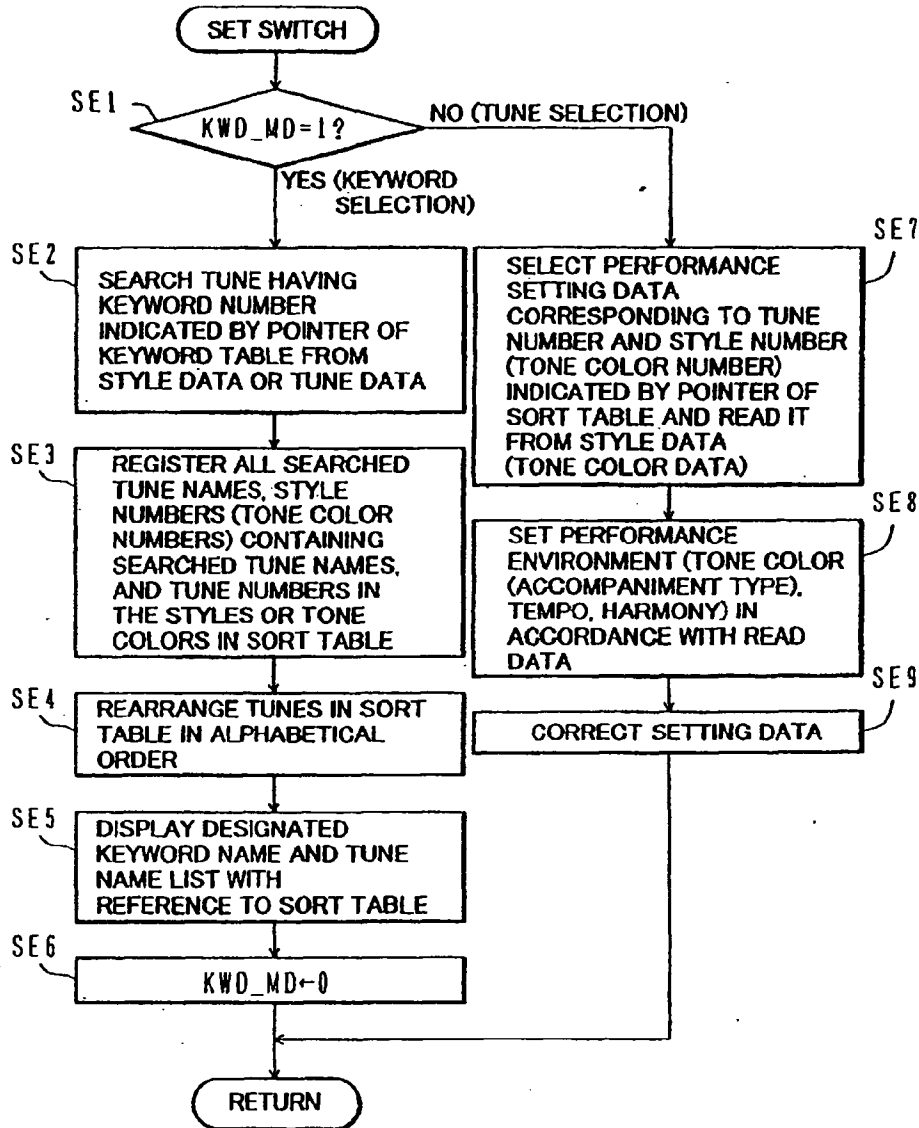 SET SWITCH
SE1
KWD_MD=1?
NO (TUNE SELECTION)
YES (KEYWORD
SELECTION)
SE2
SEARCH TUNE HAVING
KEYWORD NUMBER
INDICATED BY POINTER OF
KEYWORD TABLE FROM
STYLE DATA OR TUNE DATA
SE3
REGISTER ALL SEARCHED
TUNE NAMES, STYLE
NUMBERS (TONE COLOR
NUMBERS) CONTAINING
SEARCHED TUNE NAMES,
AND TUNE NUMBERS IN
THE STYLES OR TONE
COLORS IN SORT TABLE
SE4
REARRANGE TUNES IN SORT
TABLE IN ALPHABETICAL
ORDER
SE5
DISPLAY DESIGNATED
KEYWORD NAME AND TUNE
NAME LIST WITH
REFERENCE TO SORT TABLE
SE6
KWD_MD←0
SE7
SELECT PERFORMANCE
SETTING DATA
CORRESPONDING TO TUNE
NUMBER AND STYLE NUMBER
(TONE COLOR NUMBER)
INDICATED BY POINTER OF
SORT TABLE AND READ IT
FROM STYLE DATA
(TONE COLOR DATA)
SE8
SET PERFORMANCE
ENVIRONMENT (TONE COLOR
(ACCOMPANIMENT TYPE),
TEMPO, HARMONY) IN
ACCORDANCE WITH READ
DATA
SE9
CORRECT SETTING DATA
RETURN